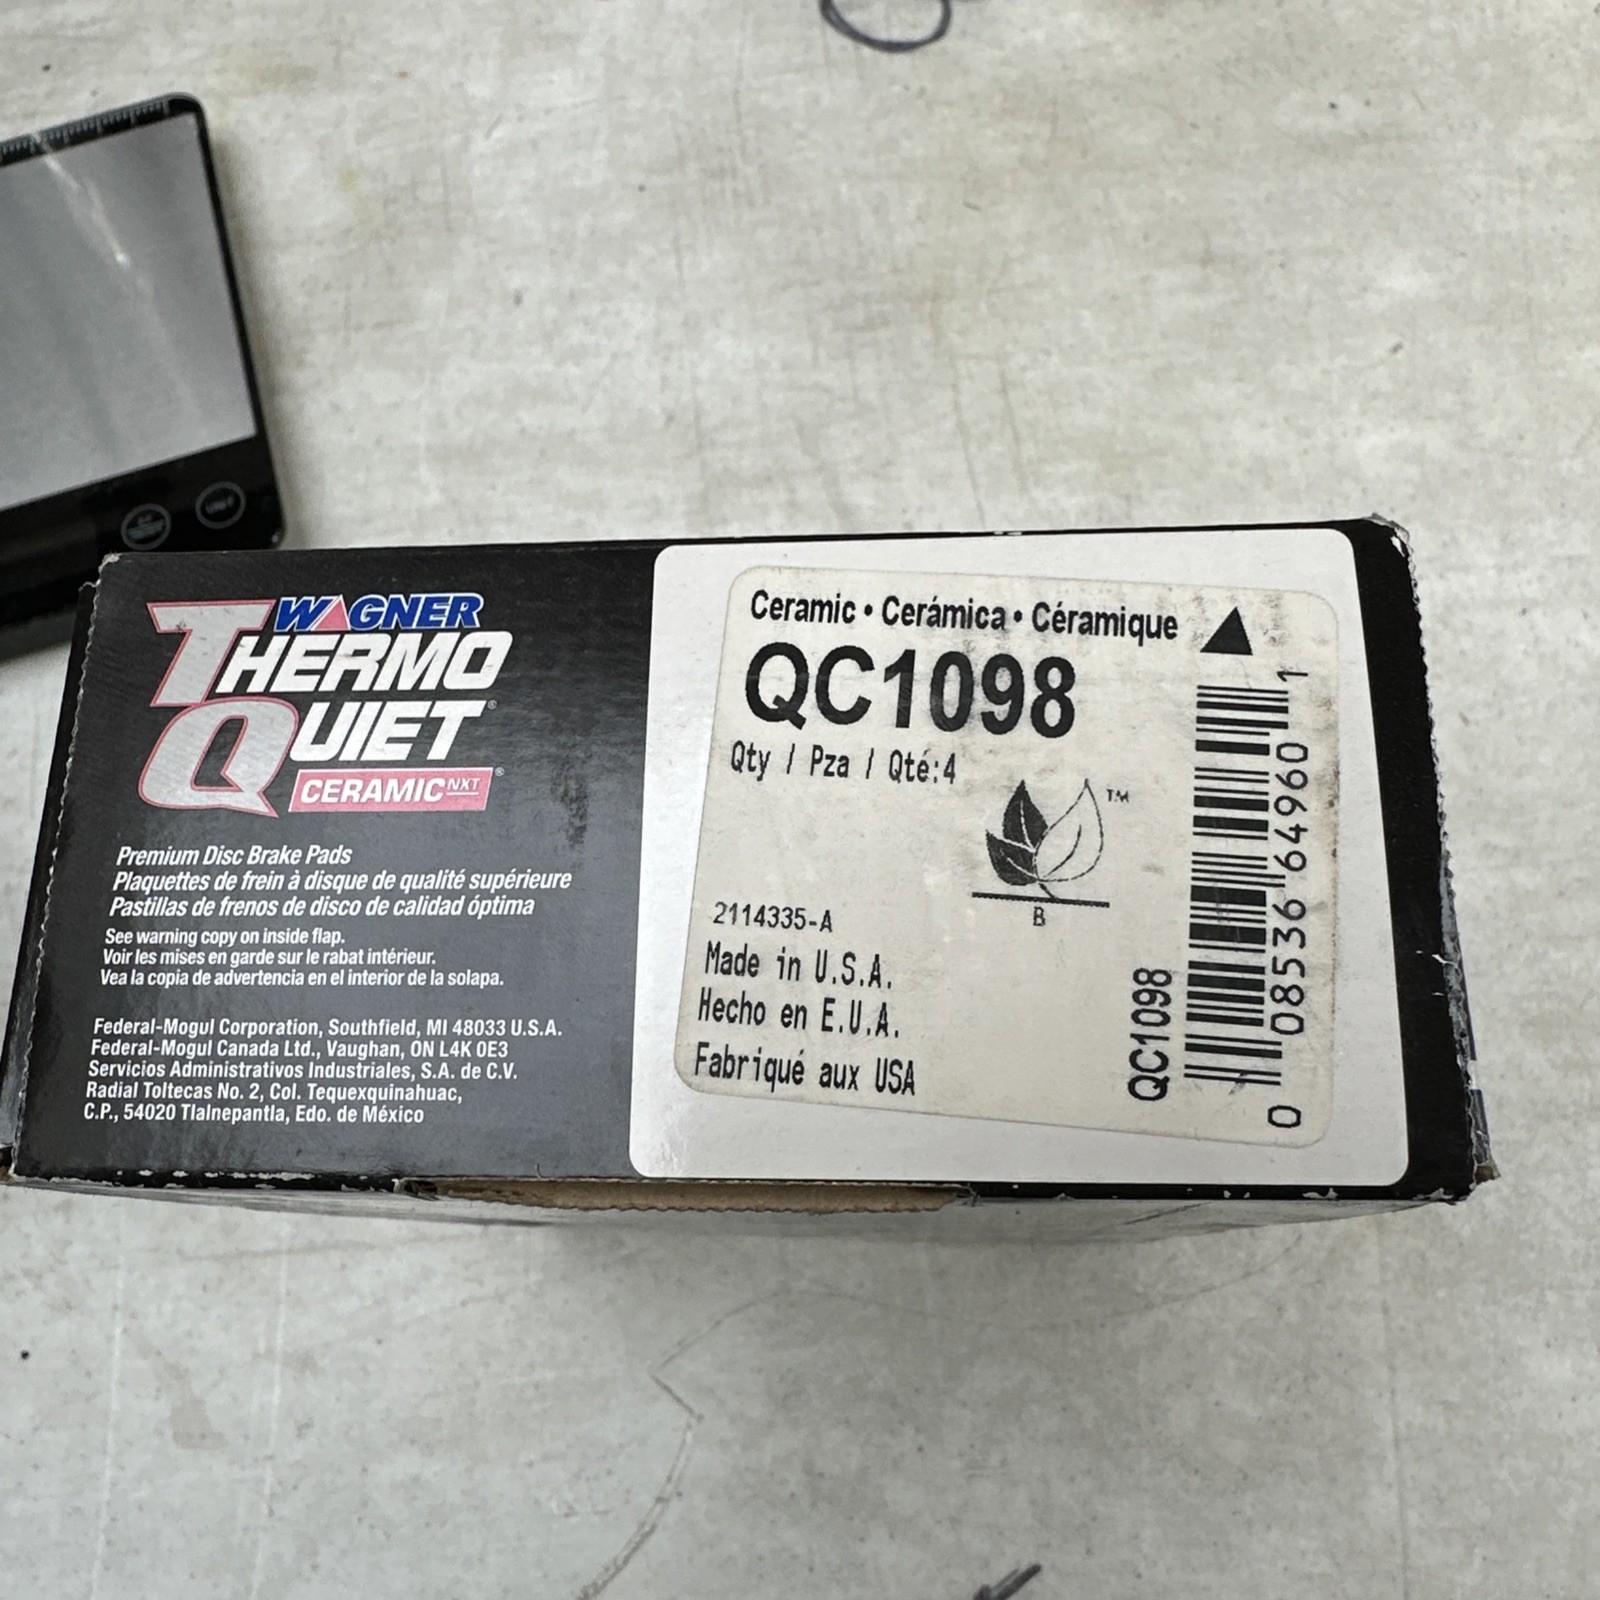 WAGNER
THERMO
QUIET®
CERAMIC NXT®
Premium Disc Brake Pads
Plaquettes de frein à disque de qualité supérieure
Pastillas de frenos de disco de calidad óptima
See warning copy on inside flap.
Voir les mises en garde sur le rabat intérieur.
Vea la copia de advertencia en el interior de la solapa.
Federal-Mogul Corporation, Southfield, MI 48033 U.S.A.
Federal-Mogul Canada Ltd., Vaughan, ON L4K 0E3
Servicios Administrativos Industriales, S.A. de C.V.
Radial Toltecas No. 2, Col. Tequexquinahuac,
C.P., 54020 Tlalnepantla, Edo. de México
Ceramic • Cerámica • Céramique
QC1098
Qty / Pza / Qté:4
TM
B
2114335-A
Made in U.S.A.
Hecho en E.U.A.
Fabriqué aux USA
QC1098
0 08536 64960 1